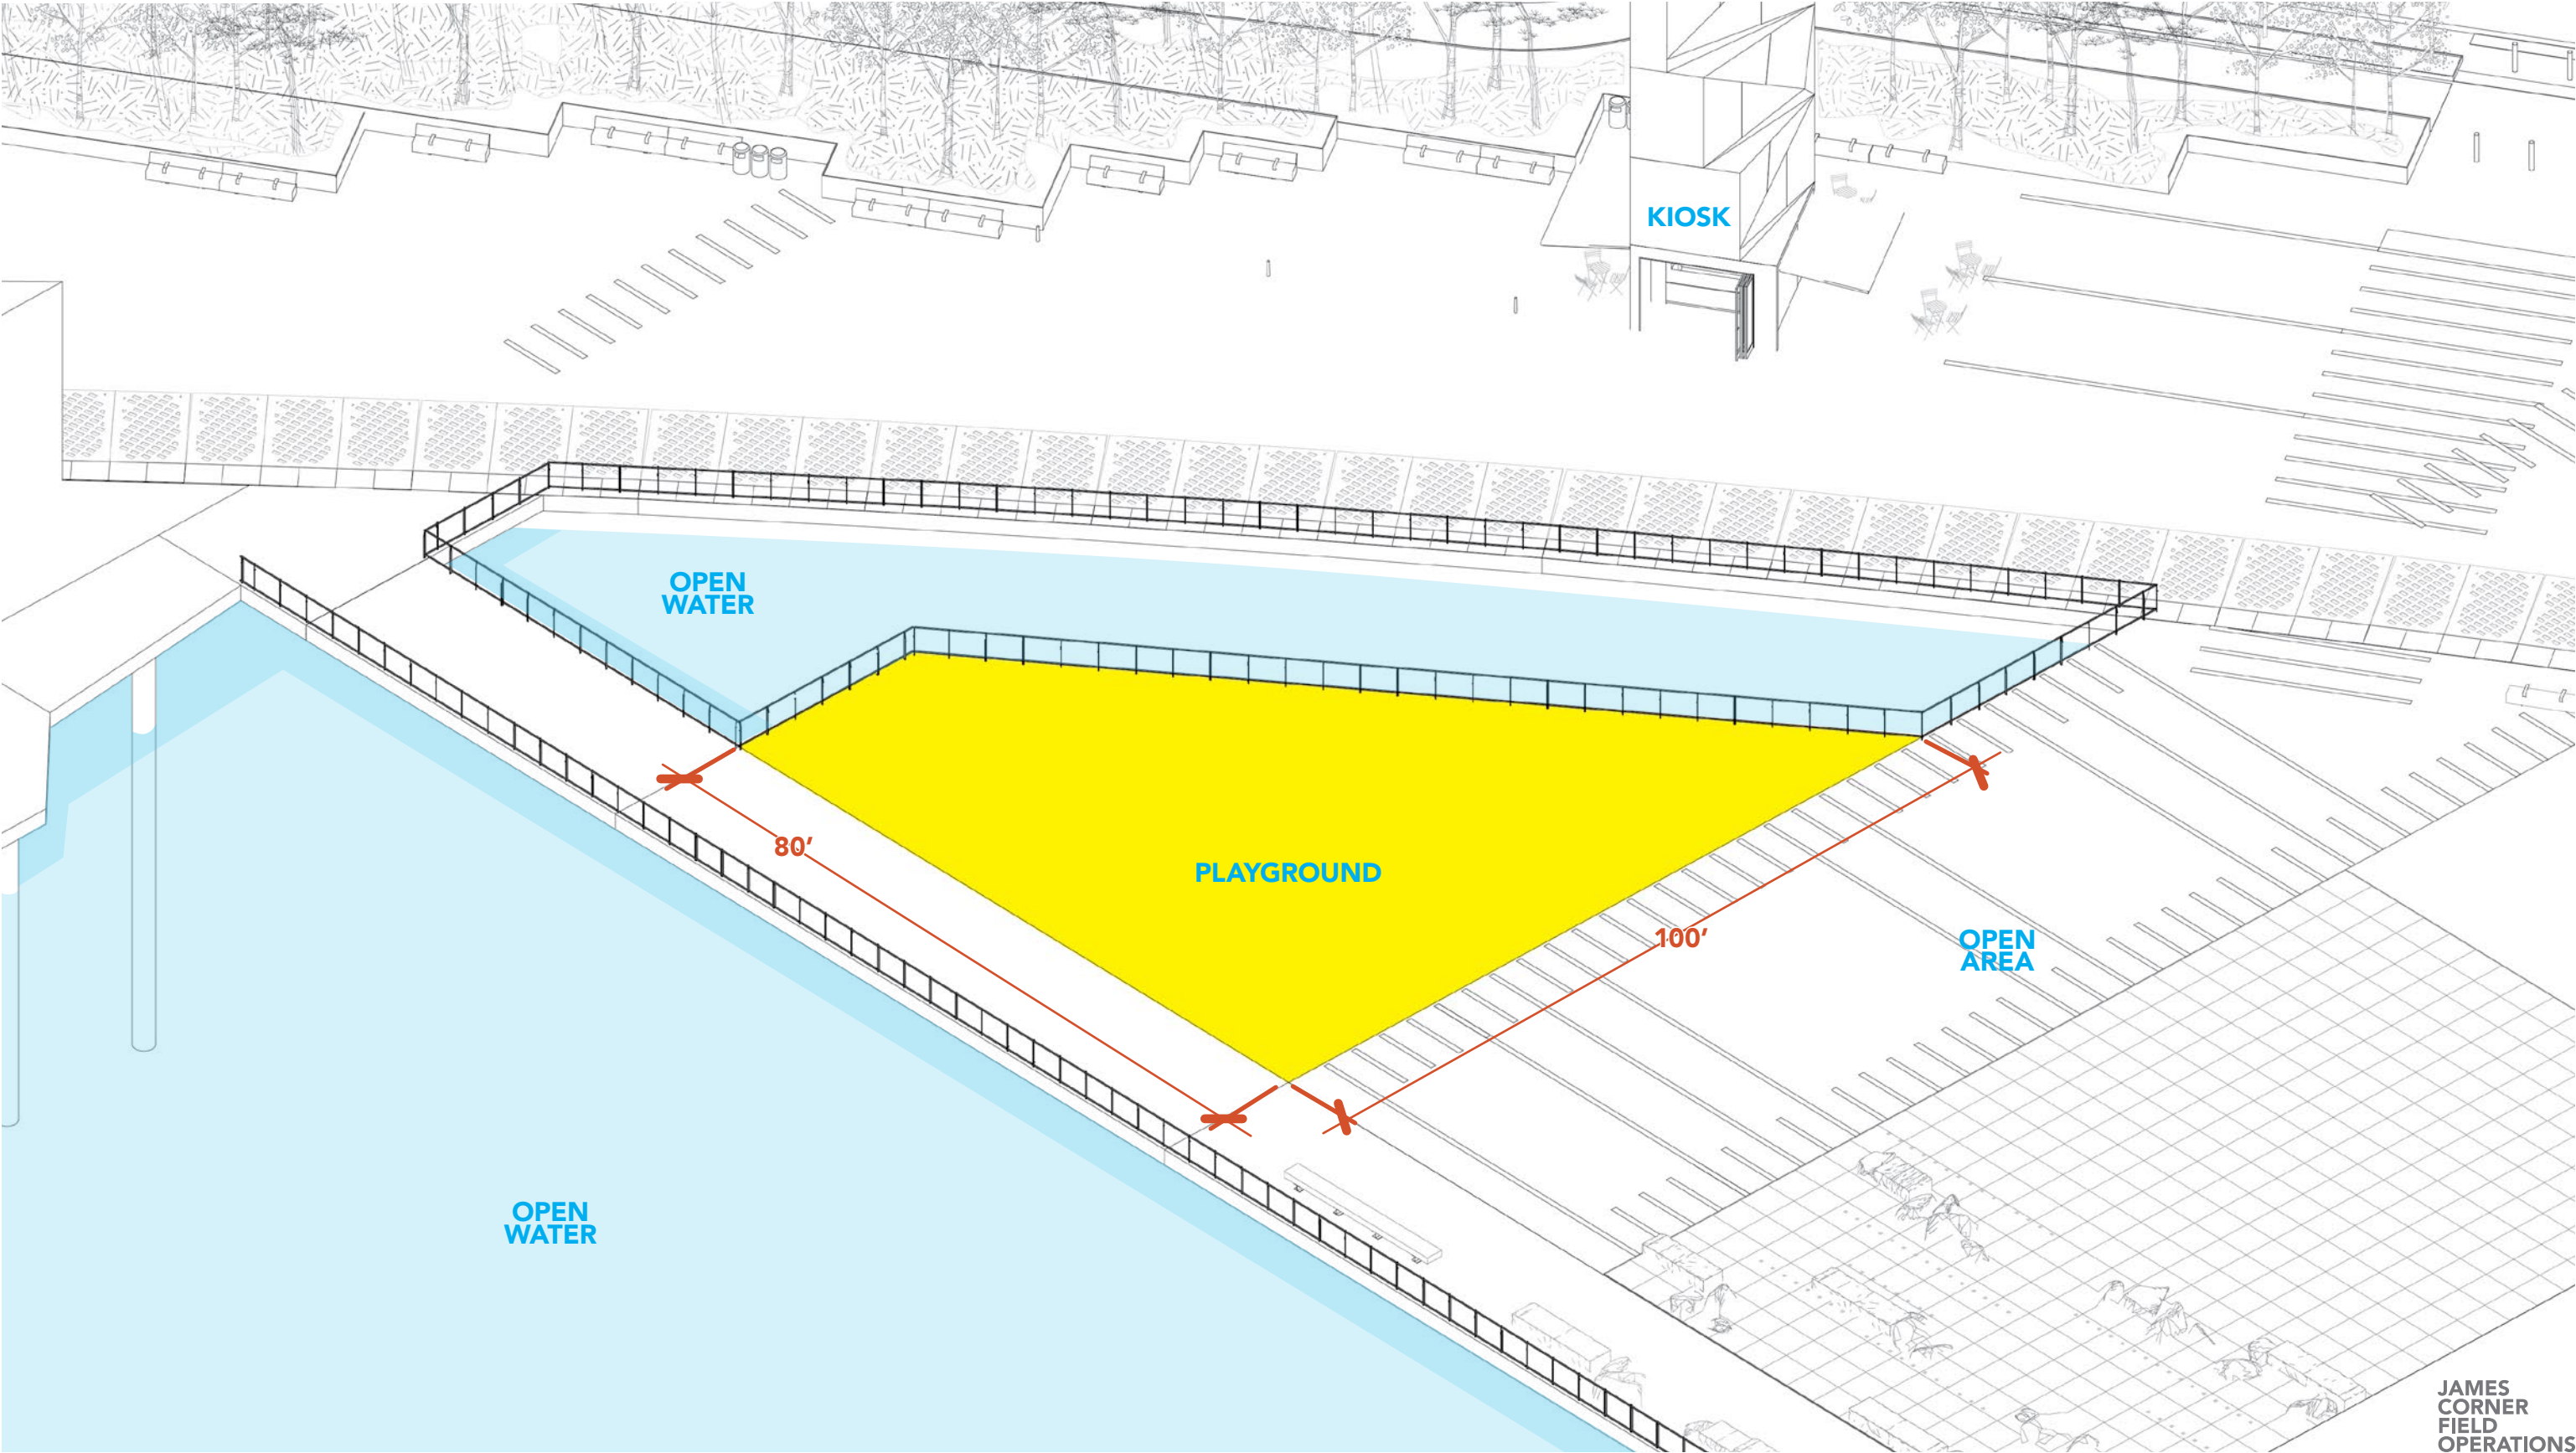 KIOSK
OPEN
WATER
80’
PLAYGROUND
100’
OPEN
AREA
OPEN
WATER
JAMES
CORNER
FIELD
OPERATIONS